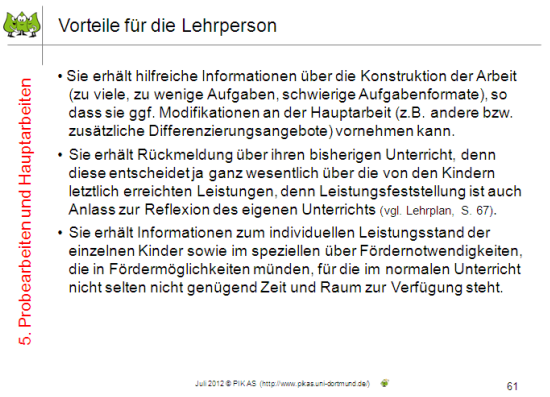 Vorteile für die Lehrperson
5. Probearbeiten und Hauptarbeiten
• Sie erhält hilfreiche Informationen über die Konstruktion der Arbeit
(zu viele, zu wenige Aufgaben, schwierige Aufgabenformate), so
dass sie ggf. Modifikationen an der Hauptarbeit (z.B. andere bzw.
zusätzliche Differenzierungsangebote) vornehmen kann.
• Sie erhält Rückmeldung über ihren bisherigen Unterricht, denn
diese entscheidet ja ganz wesentlich über die von den Kindern
letztlich erreichten Leistungen, denn Leistungsfeststellung ist auch
Anlass zur Reflexion des eigenen Unterrichts (vgl. Lehrplan, S. 67).
• Sie erhält Informationen zum individuellen Leistungsstand der
einzelnen Kinder sowie im speziellen über Fördernotwendigkeiten,
die in Fördermöglichkeiten münden, für die im normalen Unterricht
nicht selten nicht genügend Zeit und Raum zur Verfügung steht.
Juli 2012 © PIK AS (http://www.pikas.uni-dortmund.de/)
61